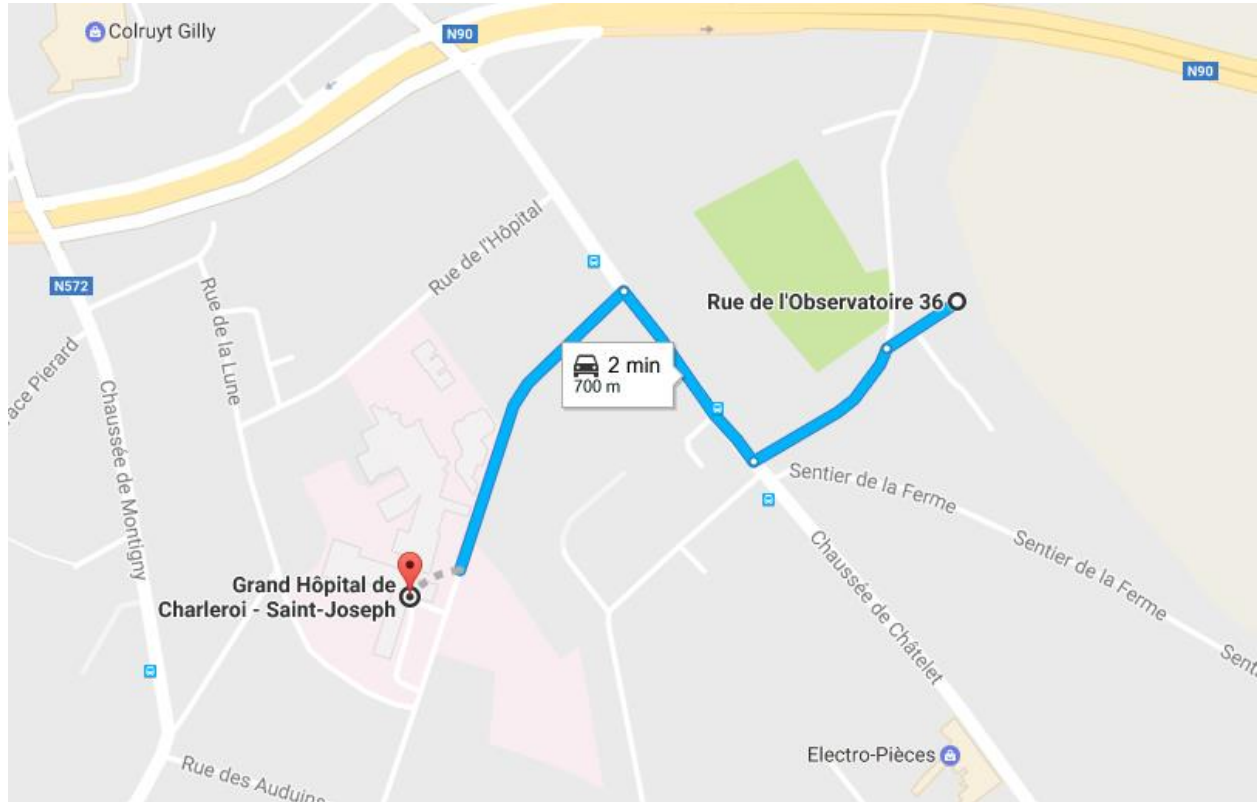 Colruyt Gilly
N90
N90
Rue de l'Hôpital
N572
Rue de la Lune
Rue de l'Observatoire 36
2 min
700 m
ace Pierard
Chaussée de Montigny
Sentier de la Ferme
Sentier de la Ferme
Senti
Chaussée de Châtelet
Grand Hôpital de
Charleroi - Saint-Joseph
Electro-Pièces
Rue des Auduins